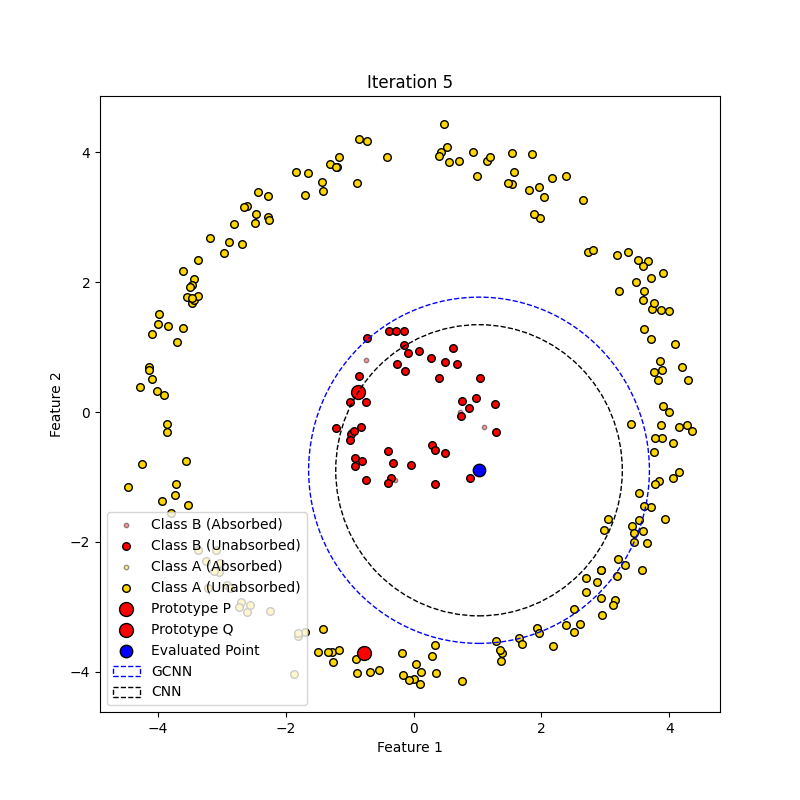 Iteration 5
Feature 2
4
2
0
−2
−4
Class B (Absorbed)
Class B (Unabsorbed)
Class A (Absorbed)
Class A (Unabsorbed)
Prototype P
Prototype Q
Evaluated Point
GCNN
CNN
−4 −2 0 2 4
Feature 1